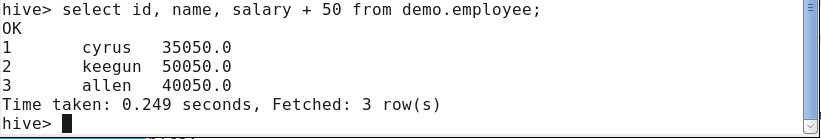 hive> select id, name, salary + 50 from demo.employee;
OK
1 cyrus 35050.0
2 keegun 50050.0
3 allen 40050.0
Time taken: 0.249 seconds, Fetched: 3 row(s)
hive>